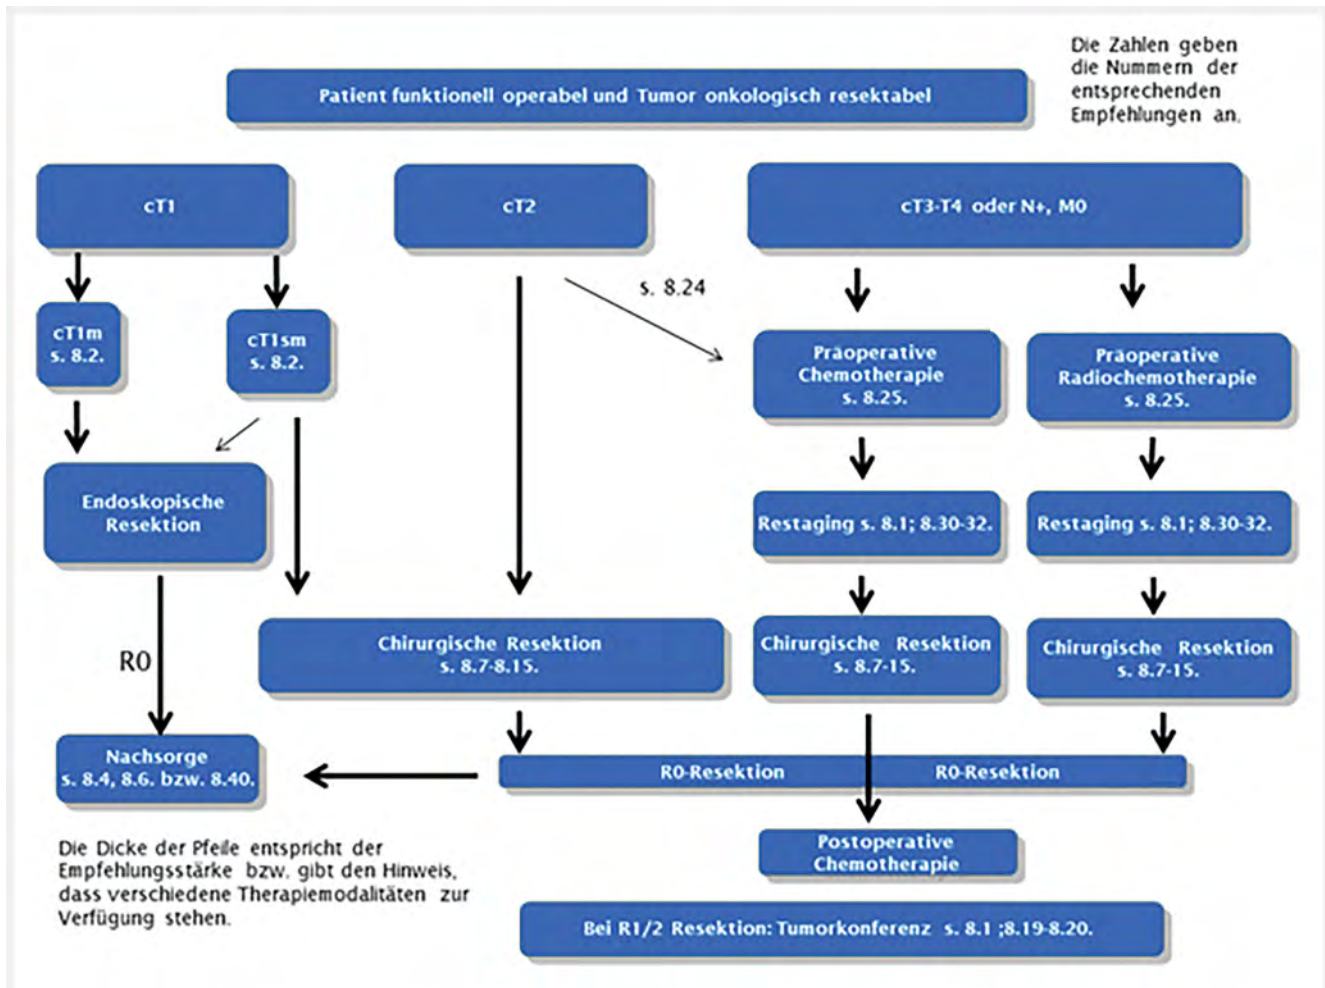 Die Zahlen geben
die Nummern der
entsprechenden
Empfehlungen an.
Patient funktionell operabel und Tumor onkologisch resektabel
cT1
cT2
cT3-T4 oder N+, M0
s. 8.24
cT1m
s. 8.2.
cT1sm
s. 8.2.
Präoperative
Chemotherapie
s. 8.25.
Präoperative
Radiochemotherapie
s. 8.25.
Endoskopische
Resektion
Restaging s. 8.1; 8.30-32.
Restaging s. 8.1; 8.30-32.
R0
Chirurgische Resektion
s. 8.7-8.15.
Chirurgische Resektion
s. 8.7-15.
Chirurgische Resektion
s. 8.7-15.
Nachsorge
s. 8.4, 8.6. bzw. 8.40.
R0-Resektion
R0-Resektion
Postoperative
Chemotherapie
Die Dicke der Pfeile entspricht der
Empfehlungsstärke bzw. gibt den Hinweis,
dass verschiedene Therapiemodalitäten zur
Verfügung stehen.
Bei R1/2 Resektion: Tumorkonferenz s. 8.1 ;8.19-8.20.